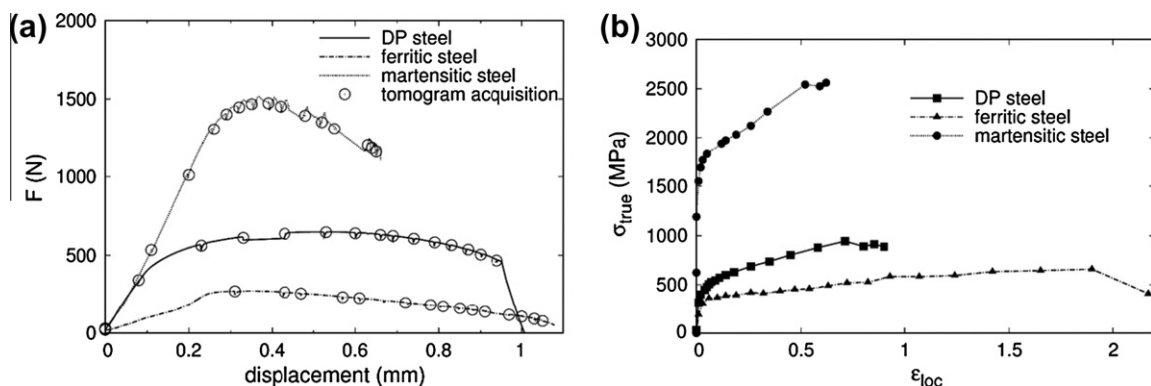 (a)
2000
1500
1000
500
0
F (N)
DP steel
ferritic steel
martensitic steel
tomogram acquisition
0 0.2 0.4 0.6 0.8 1
displacement (mm)
(b)
3000
2500
2000
1500
1000
500
0
σtrue (MPa)
DP steel
ferritic steel
martensitic steel
0 0.5 1 1.5 2
εloc